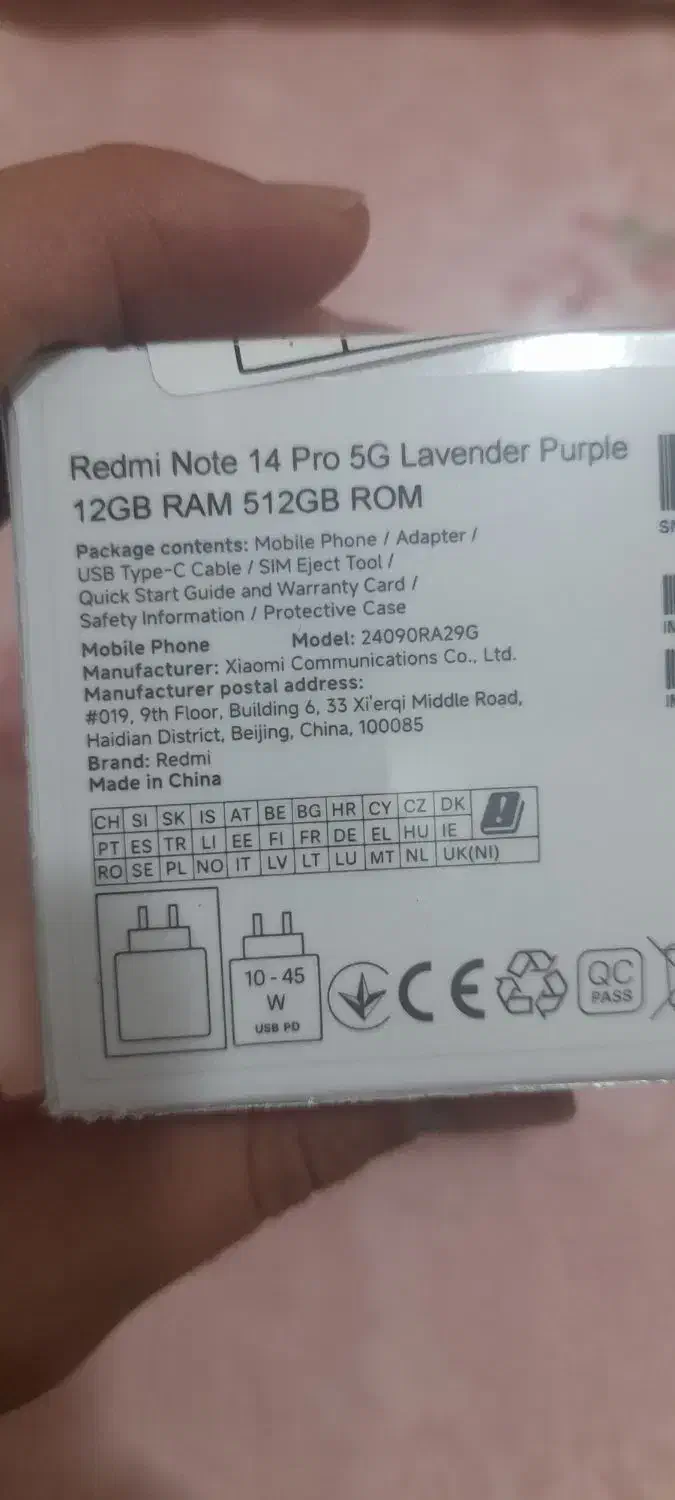 Redmi Note 14 Pro 5G Lavender Purple
12GB RAM 512GB ROM
Package contents: Mobile Phone / Adapter /
USB Type-C Cable / SIM Eject Tool /
Quick Start Guide and Warranty Card /
Safety Information / Protective Case
Mobile Phone Model: 24090RA29G
Manufacturer: Xiaomi Communications Co., Ltd.
Manufacturer postal address:
#019, 9th Floor, Building 6, 33 Xi'erqi Middle Road,
Haidian District, Beijing, China, 100085
Brand: Redmi
Made in China
CH SI SK IS AT BE BG HR CY CZ DK
PT ES TR LI EE FI FR DE EL HU IE
RO SE PL NO IT LV LT LU MT NL UK(NI)
10 - 45
W
USB PD
CE
QC
PASS